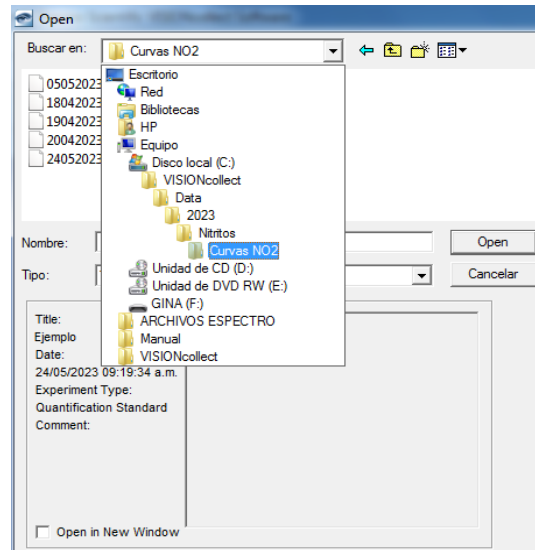 Open
Buscar en: Curvas NO2
05052023
18042023
19042023
20042023
24052023
Escritorio
Red
Bibliotecas
HP
Equipo
Disco local (C:)
VISIONcollect
Data
2023
Nitritos
Curvas NO2
Unidad de CD (D:)
Unidad de DVD RW (E:)
GINA (F:)
ARCHIVOS ESPECTRO
Manual
VISIONcollect
Nombre:
Open
Tipo:
Cancelar
Title:
Ejemplo
Date:
24/05/2023 09:19:34 a.m.
Experiment Type:
Quantification Standard
Comment:
Open in New Window